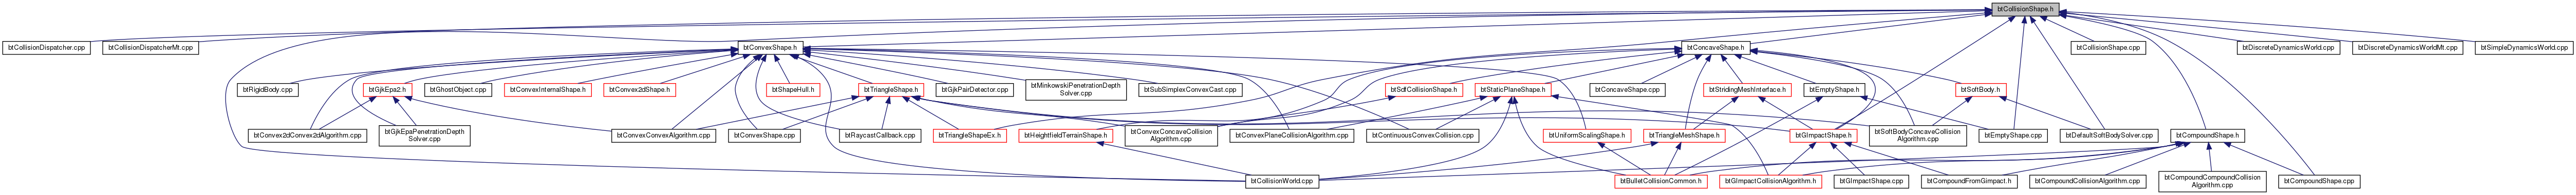 btCollisionShape.h
btCollisionDispatcher.cpp
btCollisionDispatcherMt.cpp
btConvexShape.h
btConcaveShape.h
btCollisionShape.cpp
btDiscreteDynamicsWorld.cpp
btDiscreteDynamicsWorldMt.cpp
btSimpleDynamicsWorld.cpp
btRigidBody.cpp
btGjkEpa2.h
btGhostObject.cpp
btConvexInternalShape.h
btConvex2dShape.h
btShapeHull.h
btTriangleShape.h
btGjkPairDetector.cpp
btMinkowskiPenetrationDepth
Solver.cpp
btSubSimplexConvexCast.cpp
btSdfCollisionShape.h
btStaticPlaneShape.h
btConcaveShape.cpp
btStridingMeshInterface.h
btEmptyShape.h
btSoftBody.h
btConvex2dConvex2dAlgorithm.cpp
btGjkEpaPenetrationDepth
Solver.cpp
btConvexConvexAlgorithm.cpp
btConvexShape.cpp
btRaycastCallback.cpp
btTriangleShapeEx.h
btHeightfieldTerrainShape.h
btConvexConcaveCollision
Algorithm.cpp
btConvexPlaneCollisionAlgorithm.cpp
btContinuousConvexCollision.cpp
btUniformScalingShape.h
btTriangleMeshShape.h
btGImpactShape.h
btSoftBodyConcaveCollision
Algorithm.cpp
btEmptyShape.cpp
btDefaultSoftBodySolver.cpp
btCompoundShape.h
btCollisionWorld.cpp
btBulletCollisionCommon.h
btGImpactCollisionAlgorithm.h
btGImpactShape.cpp
btCompoundFromGimpact.h
btCompoundCollisionAlgorithm.cpp
btCompoundCompoundCollision
Algorithm.cpp
btCompoundShape.cpp